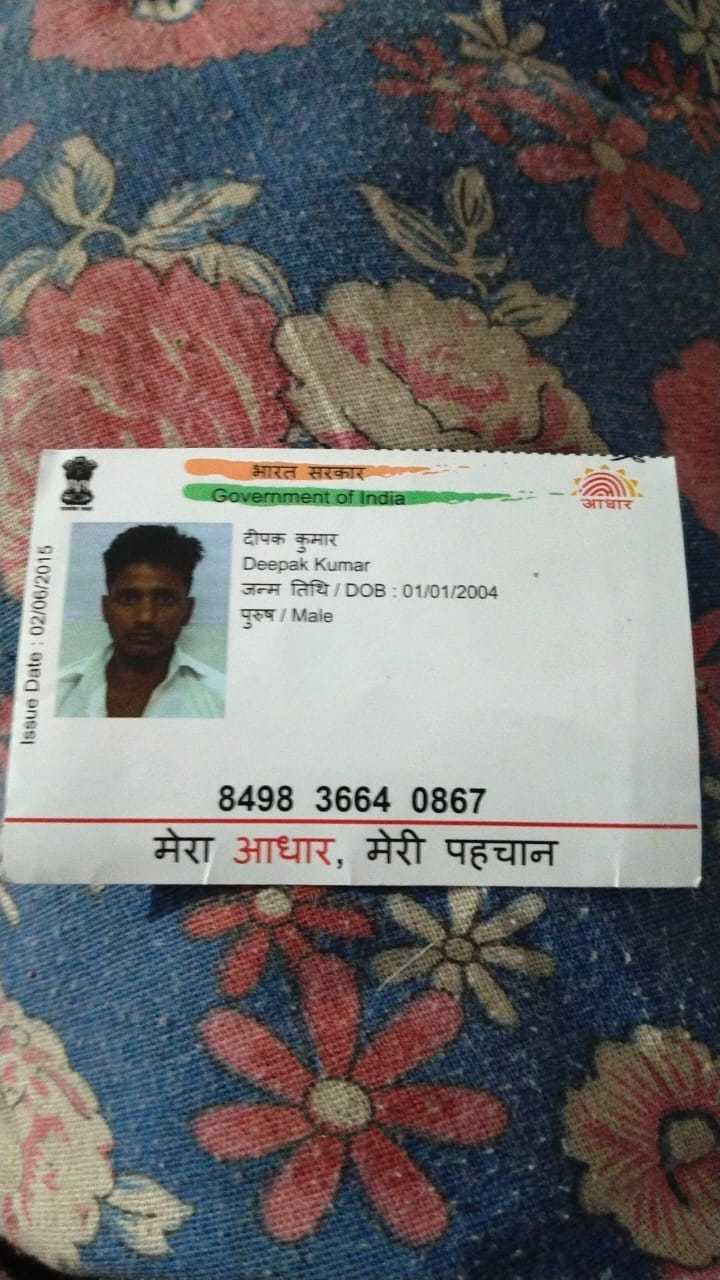 भारत सरकार
Government of India
आधार
दीपक कुमार
Deepak Kumar
जन्म तिथि / DOB : 01/01/2004
पुरुष / Male
Issue Date : 02/06/2015
8498 3664 0867
मेरा आधार, मेरी पहचान